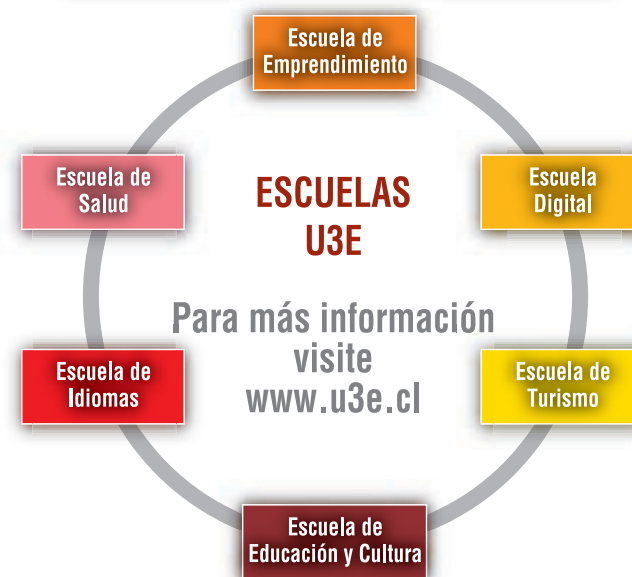 Escuela de
Emprendimiento
Escuela de
Salud
ESCUELAS
U3E
Escuela
Digital
Para más información
visite
www.u3e.cl
Escuela de
Idiomas
Escuela de
Turismo
Escuela de
Educación y Cultura